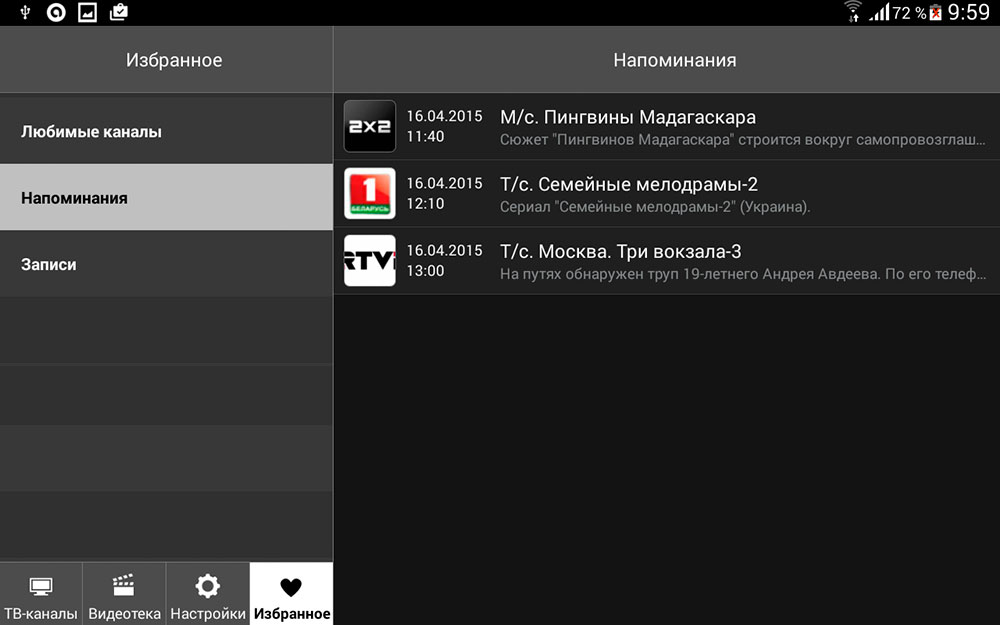 72 % 9:59
Избранное
Напоминания
Любимые каналы
Напоминания
Записи
2x2
16.04.2015
11:40
М/с. Пингвины Мадагаскара
Сюжет "Пингвинов Мадагаскара" строится вокруг самопровозглаш...
1
БЕЛАРУСЬ
16.04.2015
12:10
Т/с. Семейные мелодрамы-2
Сериал "Семейные мелодрамы-2" (Украина).
RTVi
16.04.2015
13:00
Т/с. Москва. Три вокзала-3
На путях обнаружен труп 19-летнего Андрея Авдеева. По его телеф...
ТВ-каналы
Видеотека
Настройки
Избранное